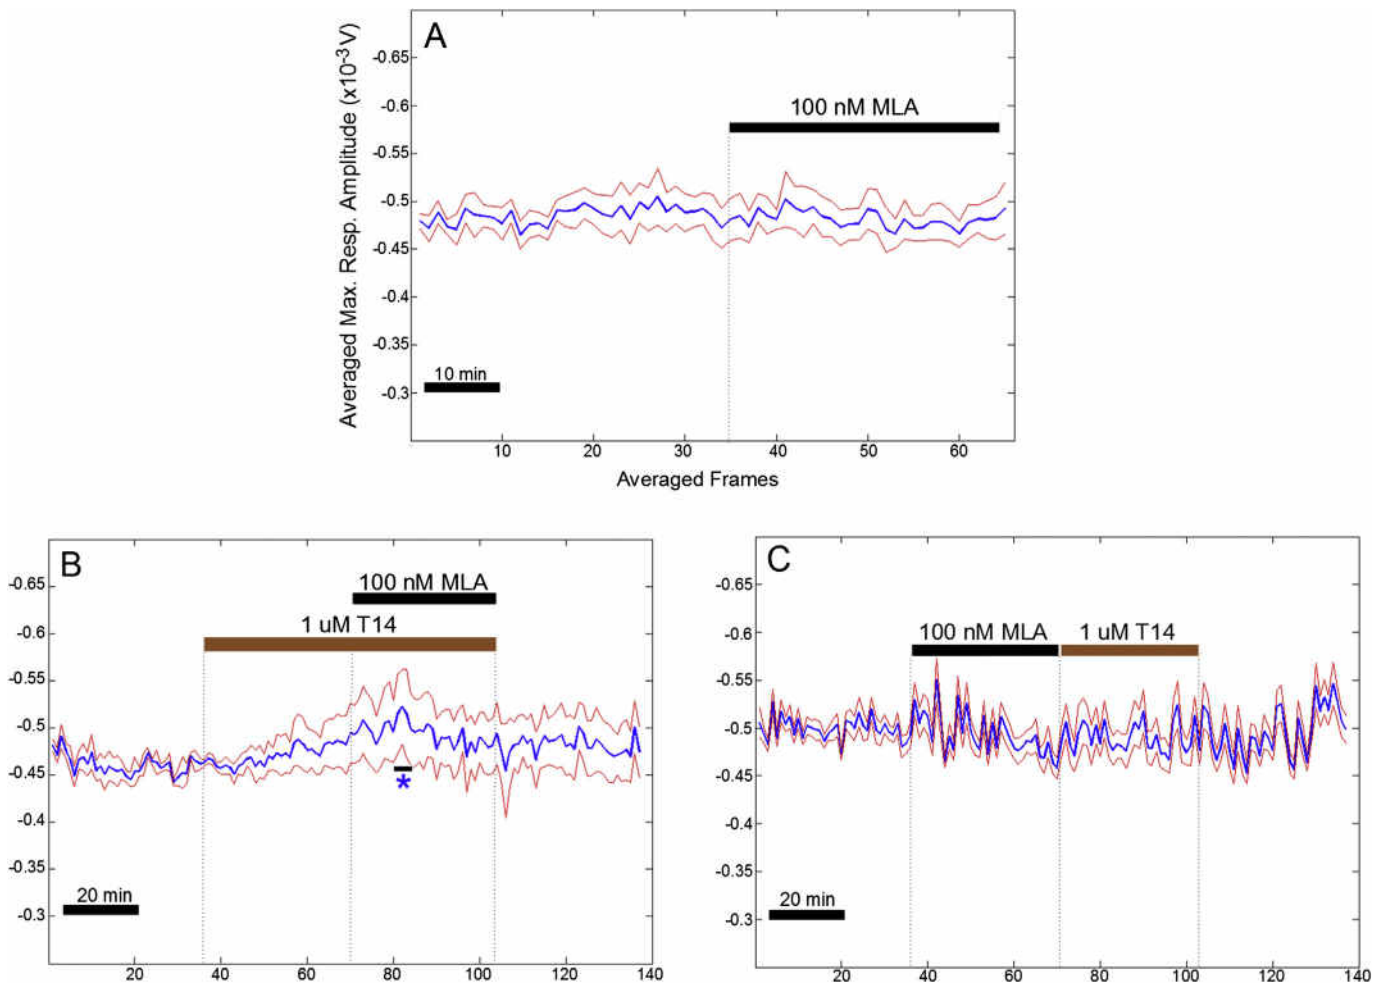 A
Averaged Max. Resp. Amplitude (x10⁻³V)
-0.65
-0.6
-0.55
-0.5
-0.45
-0.4
-0.35
-0.3
100 nM MLA
10 min
10 20 30 40 50 60
Averaged Frames
B
-0.65
-0.6
-0.55
-0.5
-0.45
-0.4
-0.35
-0.3
100 nM MLA
1 uM T14
*
20 min
20 40 60 80 100 120 140
C
-0.65
-0.6
-0.55
-0.5
-0.45
-0.4
-0.35
-0.3
100 nM MLA 1 uM T14
20 min
20 40 60 80 100 120 140